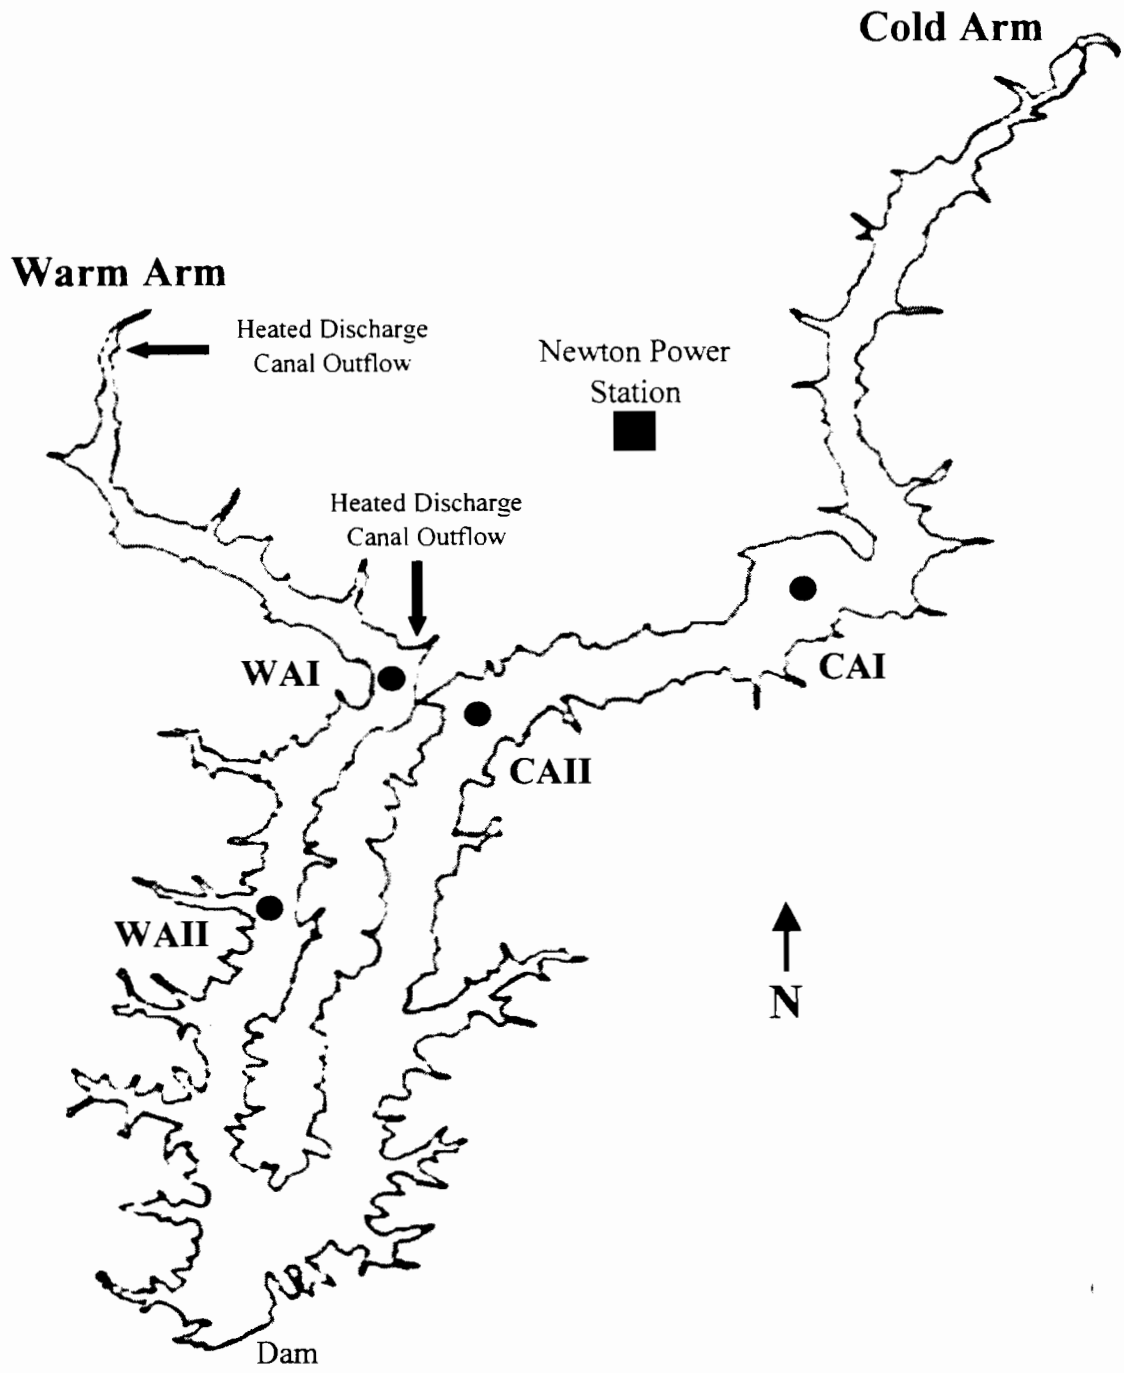 Cold Arm
Warm Arm
Heated Discharge
Canal Outflow
Newton Power
Station
Heated Discharge
Canal Outflow
WAI
CAI
CAII
WAII
N
Dam